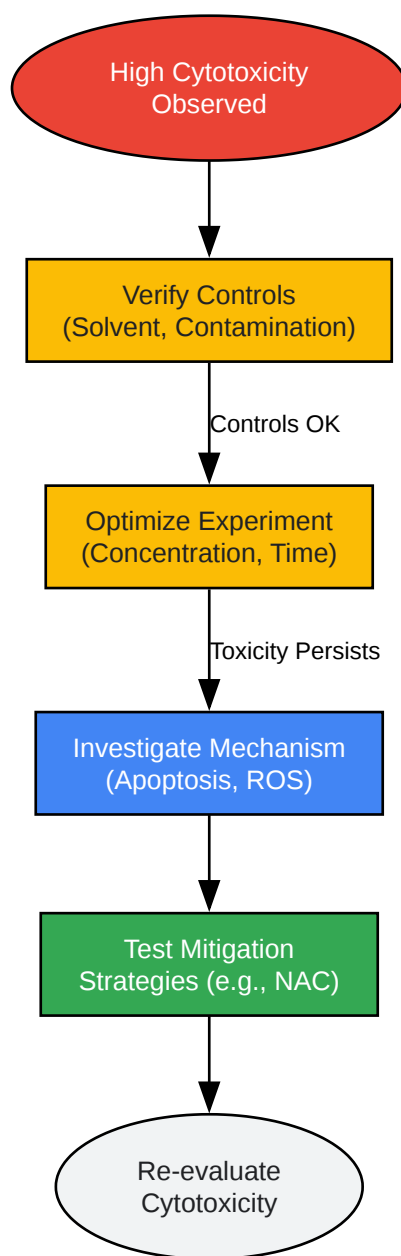 High Cytotoxicity
Observed
Verify Controls
(Solvent, Contamination)
Controls OK
Optimize Experiment
(Concentration, Time)
Toxicity Persists
Investigate Mechanism
(Apoptosis, ROS)
Test Mitigation
Strategies (e.g., NAC)
Re-evaluate
Cytotoxicity